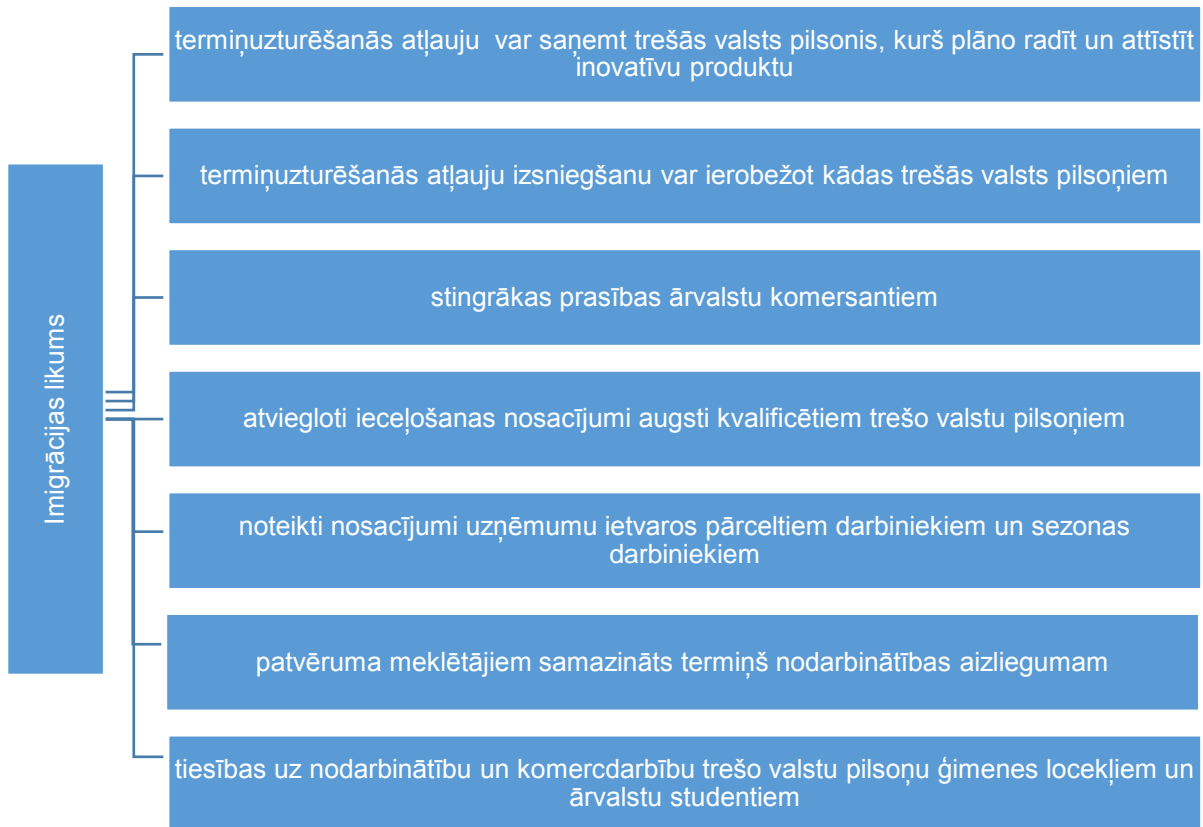 Imigrācijas likums
termiņuzturēšanās atļauju  var saņemt trešās valsts pilsonis, kurš plāno radīt un attīstīt
inovatīvu produktu
termiņuzturēšanās atļauju izsniegšanu var ierobežot kādas trešās valsts pilsoņiem
stingrākas prasības ārvalstu komersantiem
atviegloti ieceļošanas nosacījumi augsti kvalificētiem trešo valstu pilsoņiem
noteikti nosacījumi uzņēmumu ietvaros pārceltiem darbiniekiem un sezonas
darbiniekiem
patvēruma meklētājiem samazināts termiņš nodarbinātības aizliegumam
tiesības uz nodarbinātību un komercdarbību trešo valstu pilsoņu ģimenes locekļiem un
ārvalstu studentiem